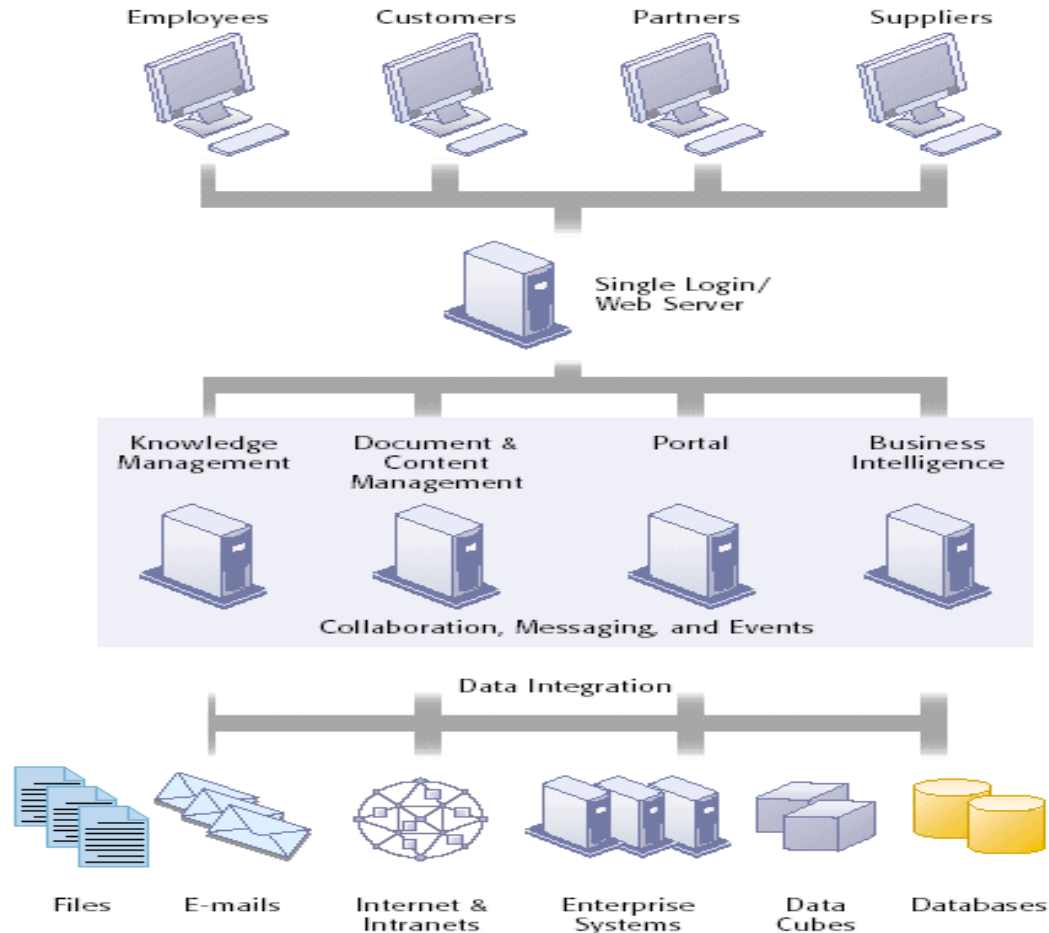 Employees
Customers
Partners
Suppliers
Single Login/
Web Server
Knowledge
Management
Document &
Content
Management
Portal
Business
Intelligence
Collaboration, Messaging, and Events
Data Integration
Files
E-mails
Internet &
Intranets
Enterprise
Systems
Data
Cubes
Databases